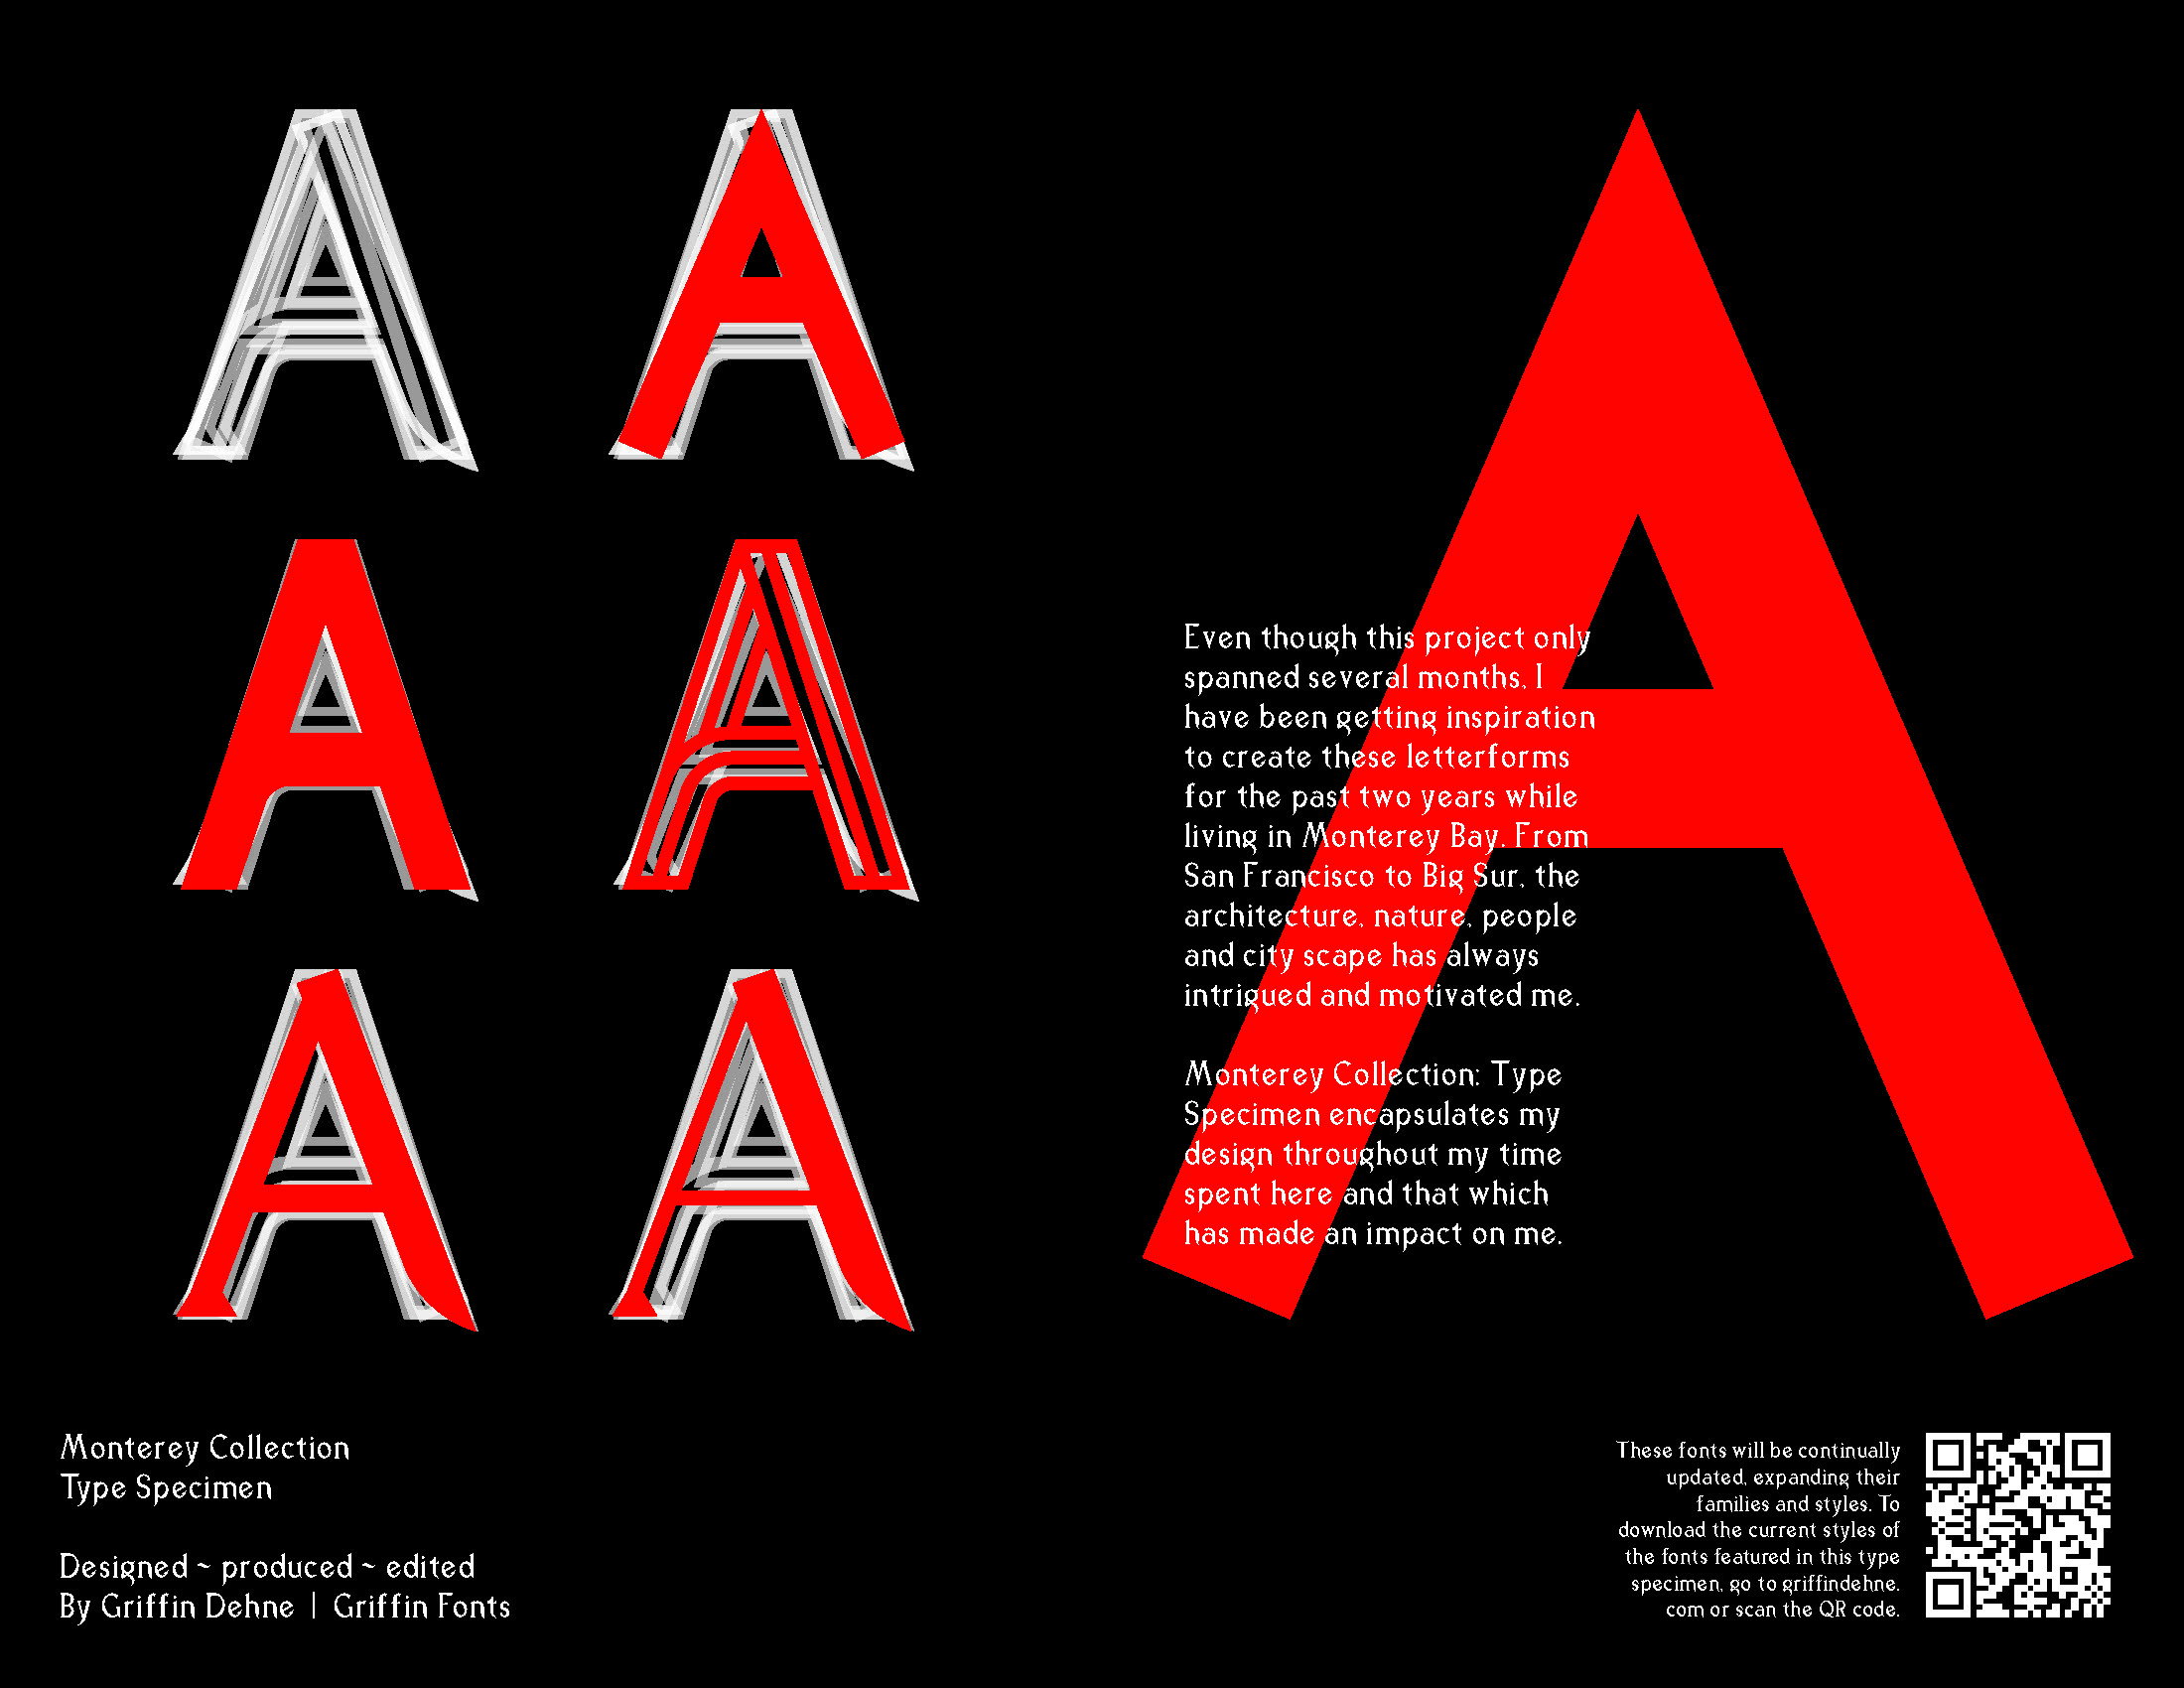 A
A
A
A
A
A
A
Even though this project only
spanned several months, I
have been getting inspiration
to create these letterforms
for the past two years while
living in Monterey Bay. From
San Francisco to Big Sur, the
architecture, nature, people
and city scape has always
intrigued and motivated me.
Monterey Collection: Type
Specimen encapsulates my
design throughout my time
spent here and that which
has made an impact on me.
Monterey Collection
Type Specimen
Designed ~ produced ~ edited
By Griffin Dehne | Griffin Fonts
These fonts will be continually
updated, expanding their
families and styles. To
download the current styles of
the fonts featured in this type
specimen, go to griffindehne.
com or scan the QR code.